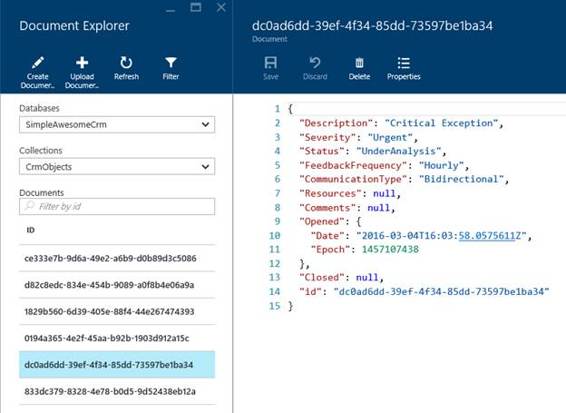 Document Explorer
Create Documen..
Upload Documen..
Refresh
Filter
Databases
SimpleAwesomeCrm
Collections
CrmObjects
Documents
Filter by id
ID
ce333e7b-9d6a-49e2-a6b9-d0b89d3c5086
d82c8edc-834e-454b-9089-a0f8b4e06a9a
1829b560-6d39-405e-88f4-44e267474393
0194a365-4e2f-45aa-b92b-1903d912a15c
dc0ad6dd-39ef-4f34-85dd-73597be1ba34
833dc379-8328-4e78-b0d5-9d52438eb12a
dc0ad6dd-39ef-4f34-85dd-73597be1ba34
Document
Save
Discard
Delete
Properties
1 {
2 "Description": "Critical Exception",
3 "Severity": "Urgent",
4 "Status": "UnderAnalysis",
5 "FeedbackFrequency": "Hourly",
6 "CommunicationType": "Bidirectional",
7 "Resources": null,
8 "Comments": null,
9 "Opened": {
10 "Date": "2016-03-04T16:03:58.0575611Z",
11 "Epoch": 1457107438
12 },
13 "Closed": null,
14 "id": "dc0ad6dd-39ef-4f34-85dd-73597be1ba34"
15 }